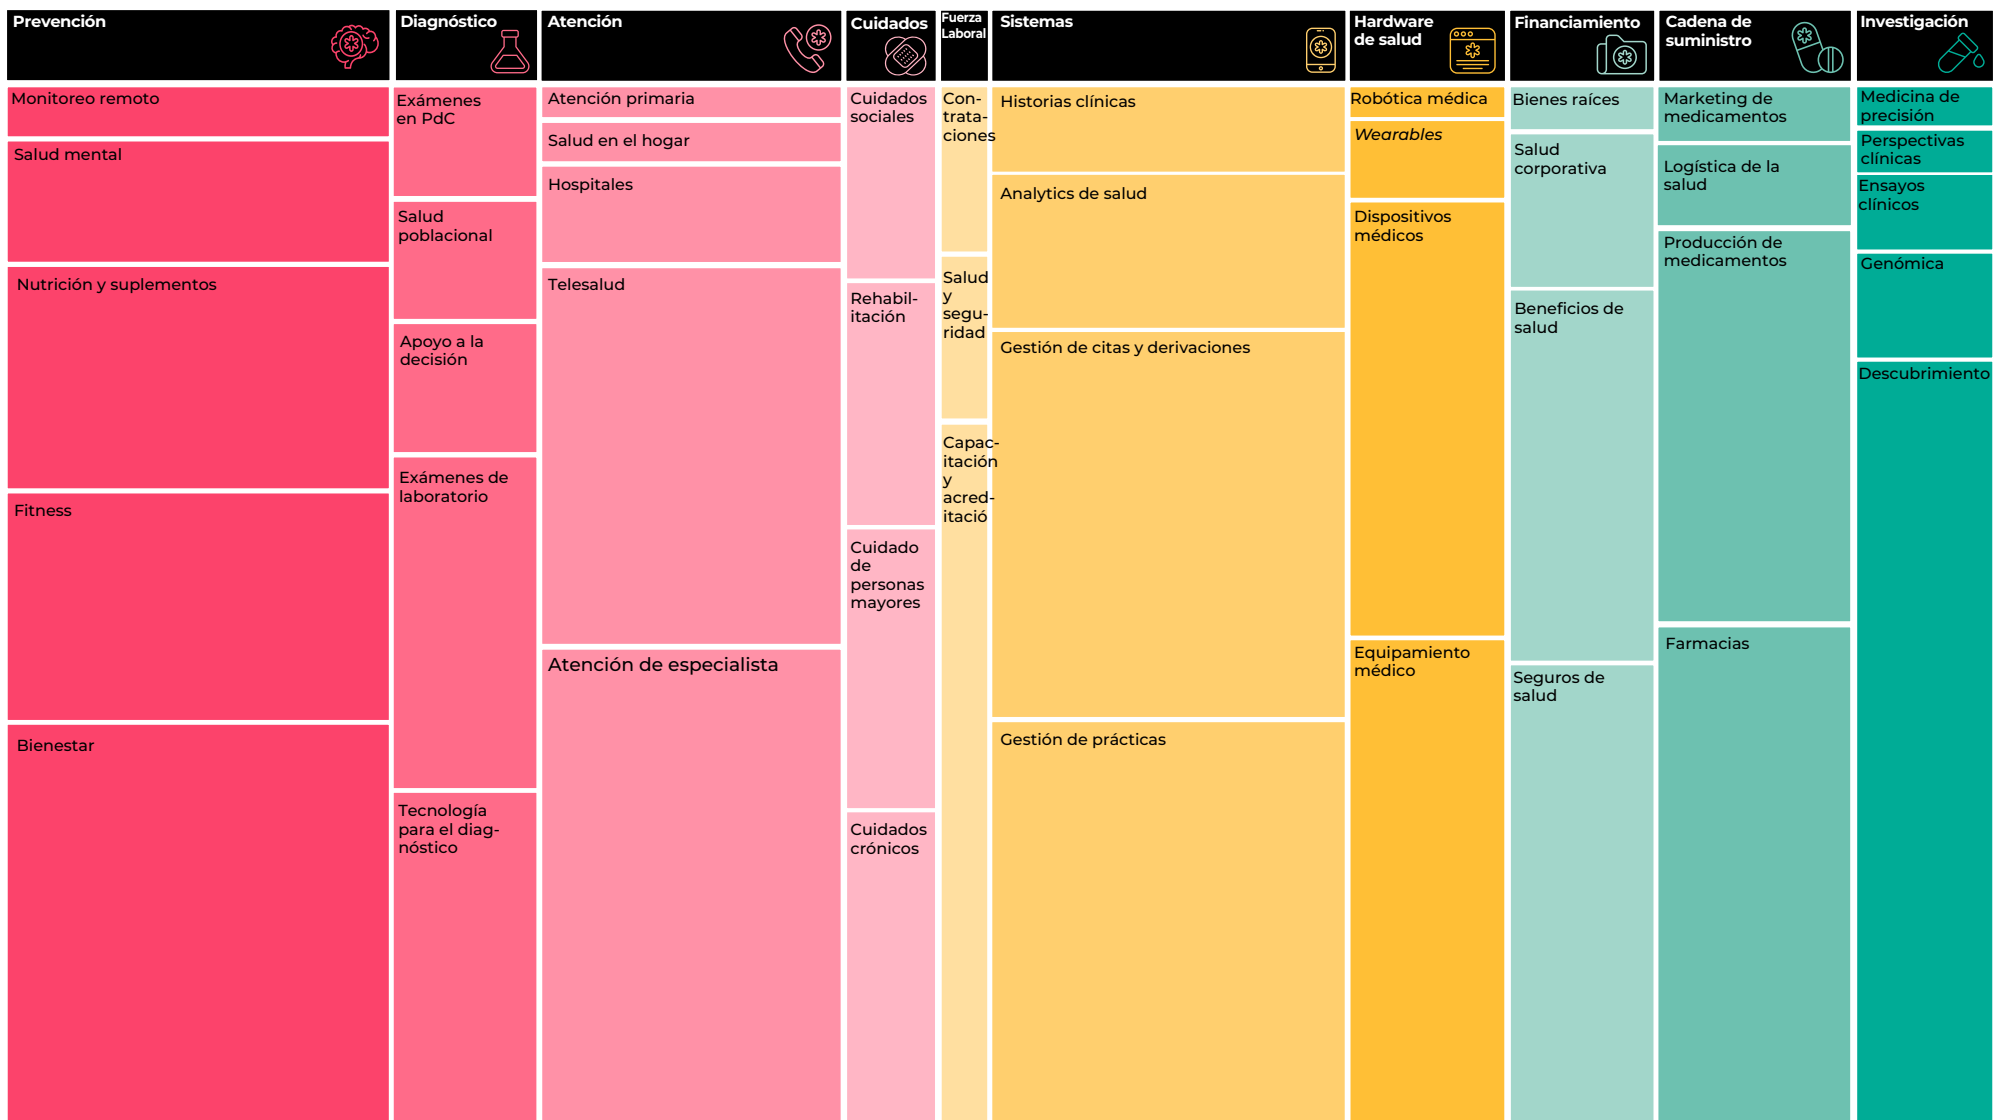 Prevención
Diagnóstico
Atención
Cuidados
Fuerza
Laboral
Sistemas
Hardware
de salud
Financiamiento
Cadena de
suministro
Investigación
Monitoreo remoto
Salud mental
Nutrición y suplementos
Fitness
Bienestar
Exámenes
en PdC
Salud
poblacional
Apoyo a la
decisión
Exámenes de
laboratorio
Tecnología
para el diag-
nóstico
Atención primaria
Salud en el hogar
Hospitales
Telesalud
Atención de especialista
Cuidados
sociales
Rehabil-
itación
Cuidado
de
personas
mayores
Cuidados
crónicos
Con-
trata-
ciones
Salud
y
segu-
ridad
Capac-
itación
y
acred-
itació
Historias clínicas
Analytics de salud
Gestión de citas y derivaciones
Gestión de prácticas
Robótica médica
Wearables
Dispositivos
médicos
Equipamiento
médico
Bienes raíces
Salud
corporativa
Beneficios de
salud
Seguros de
salud
Marketing de
medicamentos
Logística de la
salud
Producción de
medicamentos
Farmacias
Medicina de
precisión
Perspectivas
clínicas
Ensayos
clínicos
Genómica
Descubrimiento